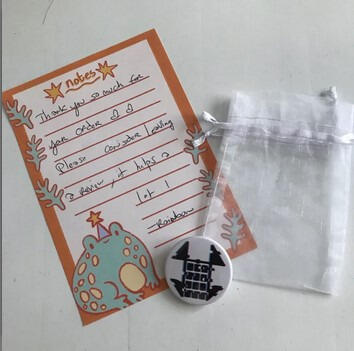 notes
Thank you so much for
your order
Please consider leaving
a review, it helps a
lot !
-Rainbow